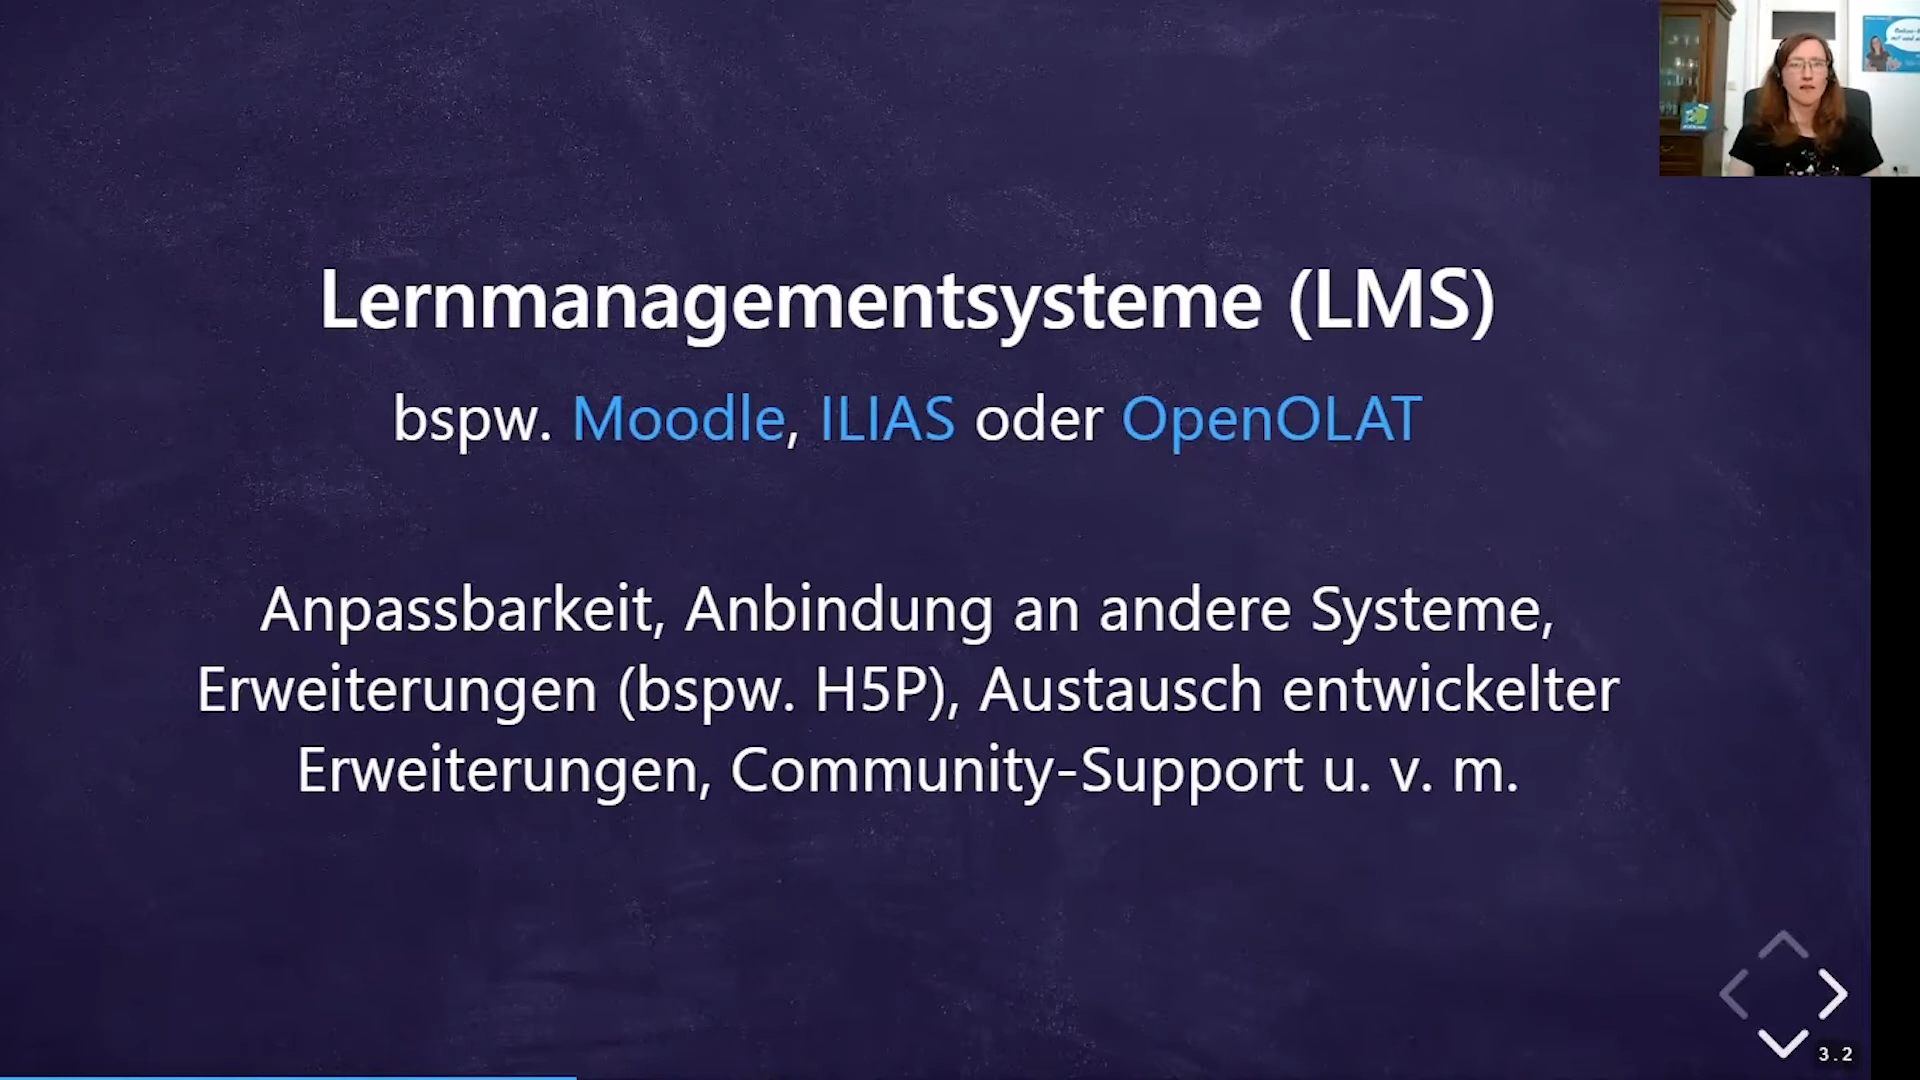 Lernmanagementsysteme (LMS)
bspw. Moodle, ILIAS oder OpenOLAT
Anpassbarkeit, Anbindung an andere Systeme,
Erweiterungen (bspw. H5P), Austausch entwickelter
Erweiterungen, Community-Support u. v. m.
3.2